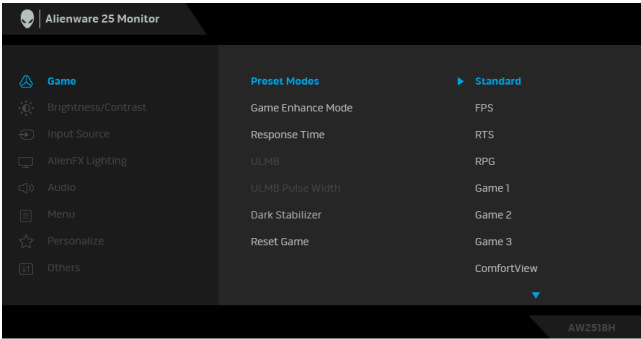 Alienware 25 Monitor
Game Preset Modes Standard
Brightness/Contrast Game Enhance Mode FPS
Input Source Response Time RTS
AlienFX Lighting ULMB RPG
Audio ULMB Pulse Width Game 1
Menu Dark Stabilizer Game 2
Personalize Reset Game Game 3
Others ComfortView
AW2518H